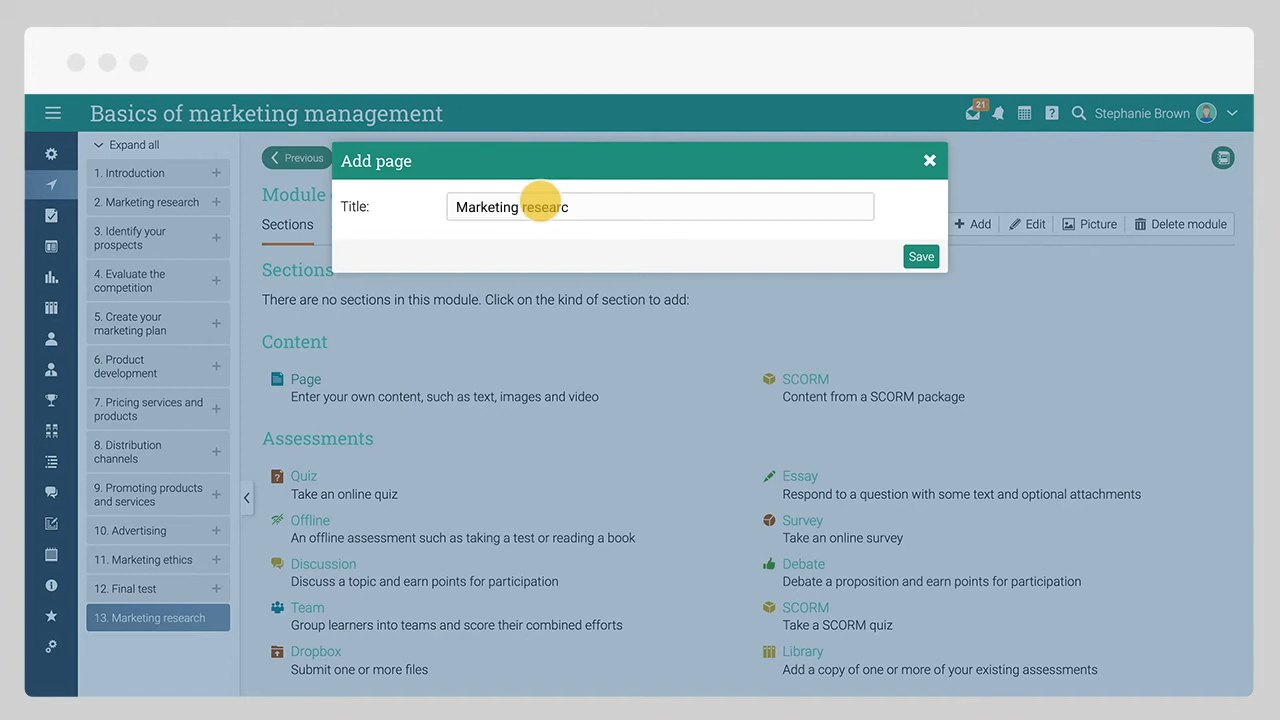 Basics of marketing management
21
Stephanie Brown
Expand all
1. Introduction
2. Marketing research
3. Identify your
prospects
4. Evaluate the
competition
5. Create your
marketing plan
6. Product
development
7. Pricing services and
products
8. Distribution
channels
9. Promoting products
and services
10. Advertising
11. Marketing ethics
12. Final test
13. Marketing research
Previous
Add page
Title:
Marketing researc
Save
Module
Sections
Add
Edit
Picture
Delete module
Sections
There are no sections in this module. Click on the kind of section to add:
Content
Page
Enter your own content, such as text, images and video
SCORM
Content from a SCORM package
Assessments
Quiz
Take an online quiz
Essay
Respond to a question with some text and optional attachments
Offline
An offline assessment such as taking a test or reading a book
Survey
Take an online survey
Discussion
Discuss a topic and earn points for participation
Debate
Debate a proposition and earn points for participation
Team
Group learners into teams and score their combined efforts
SCORM
Take a SCORM quiz
Dropbox
Submit one or more files
Library
Add a copy of one or more of your existing assessments